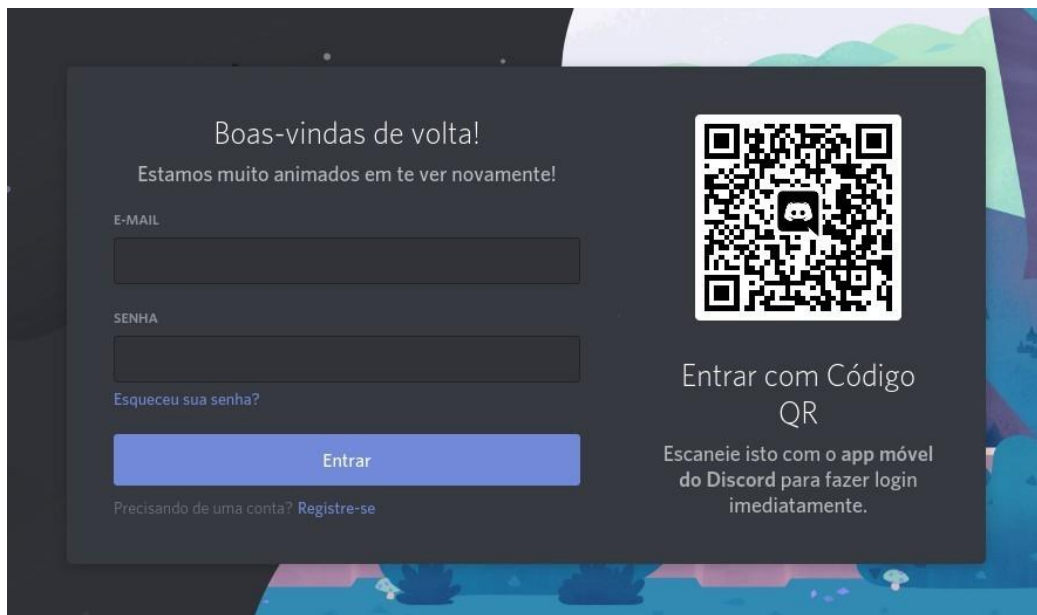 Boas-vindas de volta!
Estamos muito animados em te ver novamente!
E-MAIL
SENHA
Esqueceu sua senha?
Entrar
Precisando de uma conta? Registre-se
Entrar com Código
QR
Escaneie isto com o app móvel
do Discord para fazer login
imediatamente.